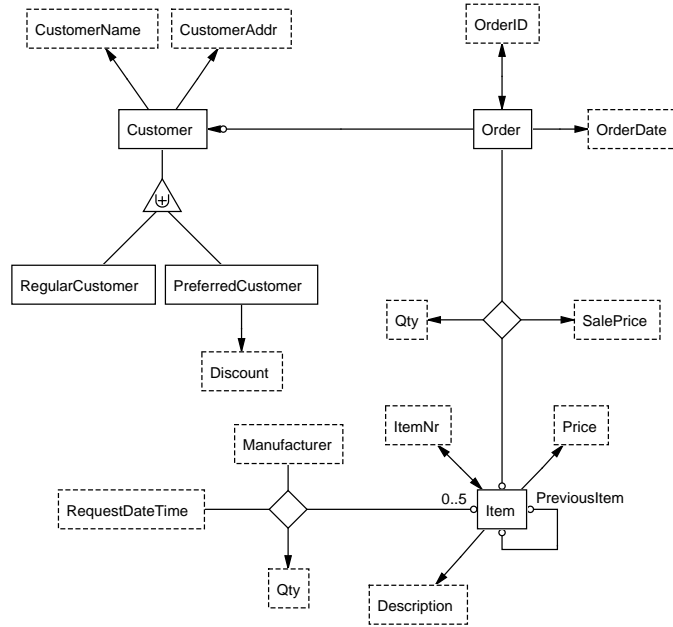 CustomerName
CustomerAddr
OrderID
Customer
Order
OrderDate
⊎
RegularCustomer
PreferredCustomer
Qty
SalePrice
Discount
ItemNr
Price
Manufacturer
0..5
PreviousItem
RequestDateTime
Item
Qty
Description